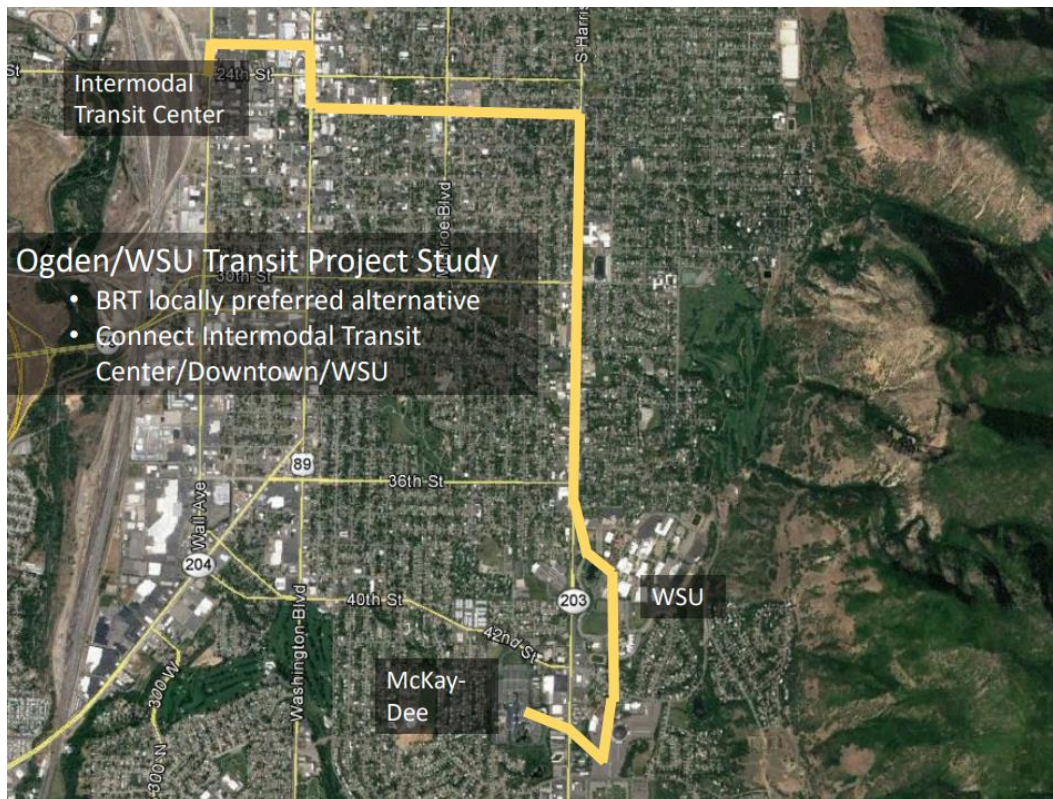 S Harris
St
24th St
Intermodal
Transit Center
Monroe Blvd
Ogden/WSU Transit Project Study
30th St
• BRT locally preferred alternative
• Connect Intermodal Transit
Center/Downtown/WSU
89
36th St
Wall Ave
204
WSU
203
40th St
Washington Blvd
42nd St
McKay-
Dee
300 W
300 N